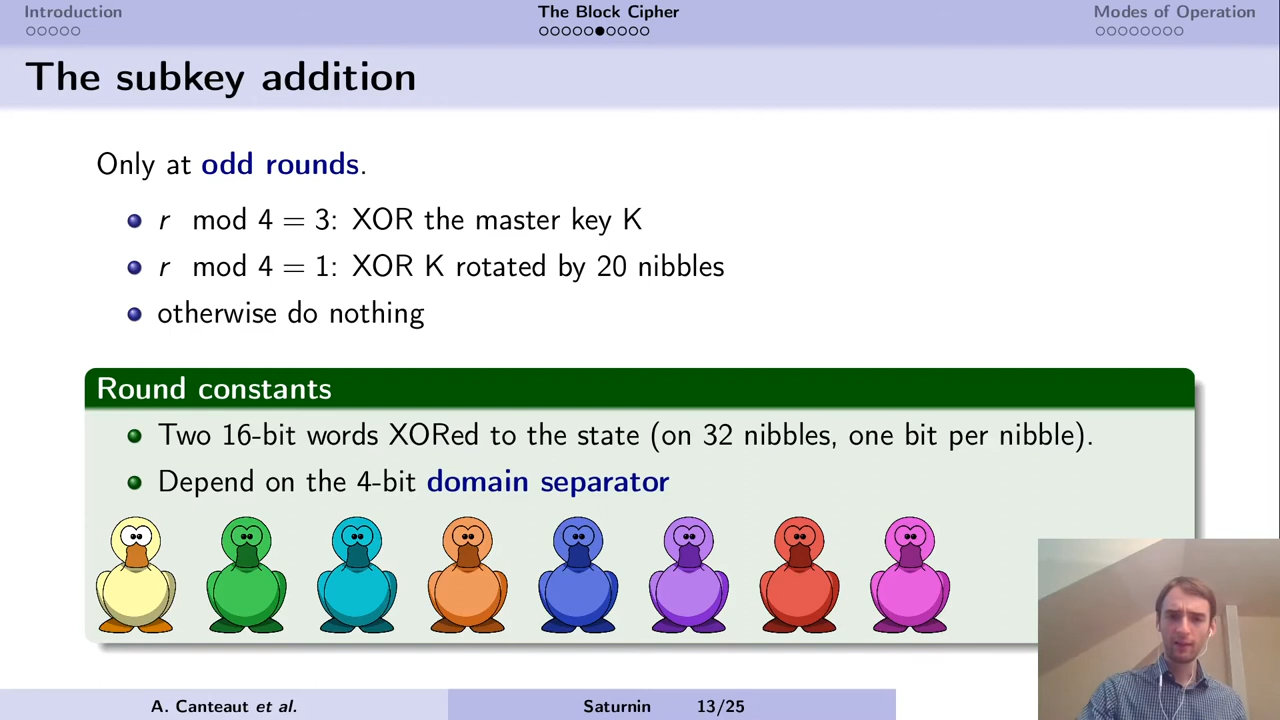 Introduction
The Block Cipher
Modes of Operation
The subkey addition
Only at odd rounds.
r mod 4 = 3: XOR the master key K
r mod 4 = 1: XOR K rotated by 20 nibbles
otherwise do nothing
Round constants
Two 16-bit words XORed to the state (on 32 nibbles, one bit per nibble).
Depend on the 4-bit domain separator
A. Canteaut et al.
Saturnin 13/25